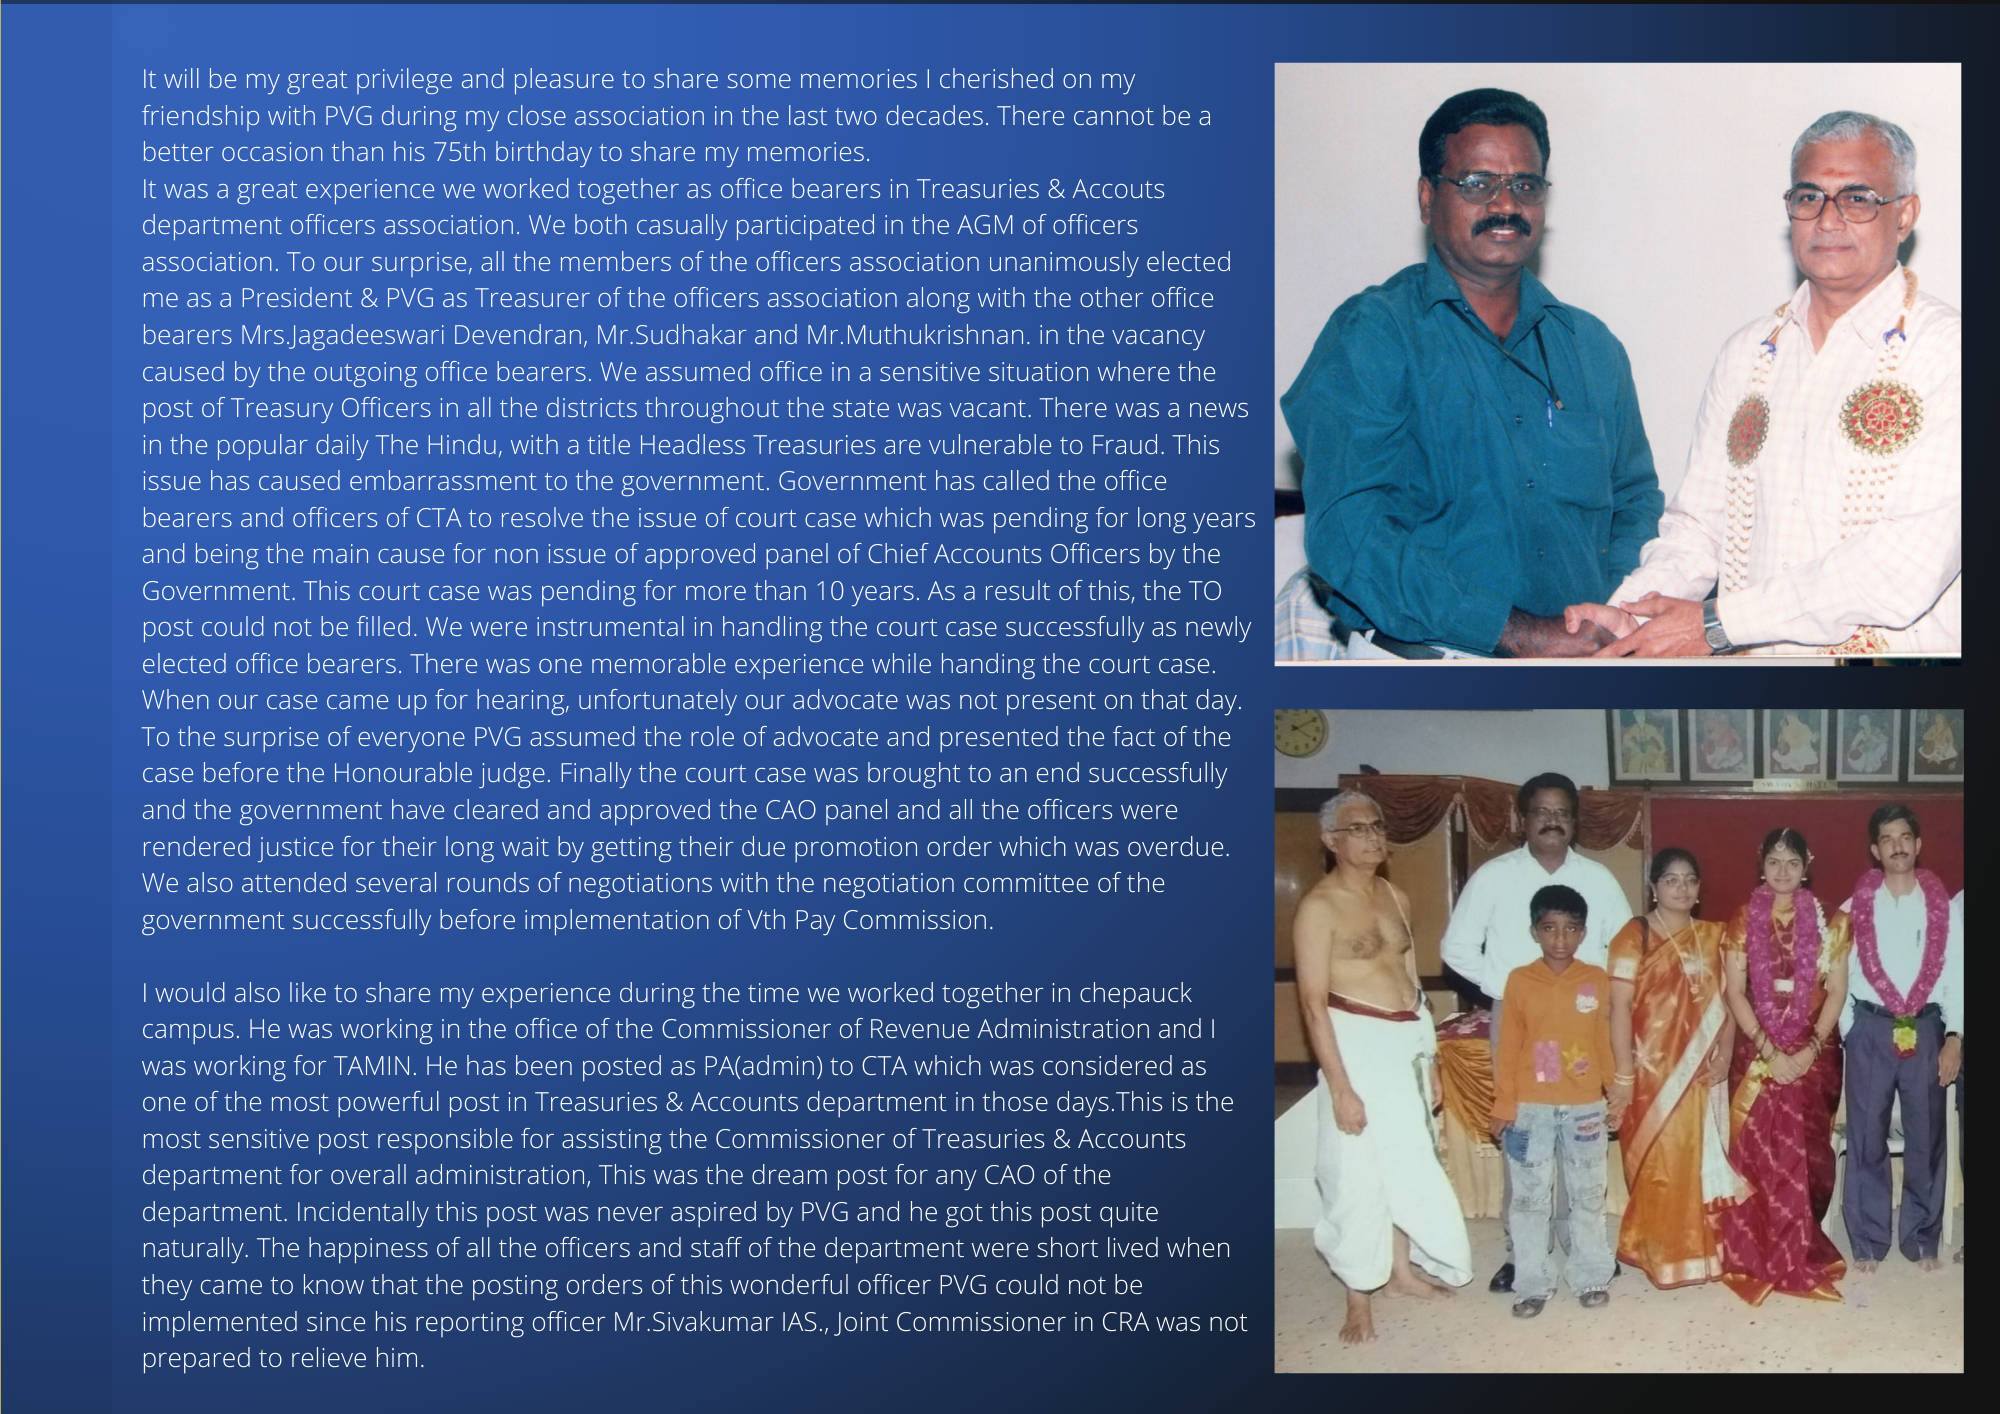 It will be my great privilege and pleasure to share some memories I cherished on my
friendship with PVG during my close association in the last two decades. There cannot be a
better occasion than his 75th birthday to share my memories.
It was a great experience we worked together as office bearers in Treasuries & Accouts
department officers association. We both casually participated in the AGM of officers
association. To our surprise, all the members of the officers association unanimously elected
me as a President & PVG as Treasurer of the officers association along with the other office
bearers Mrs.Jagadeeswari Devendran, Mr.Sudhakar and Mr.Muthukrishnan. in the vacancy
caused by the outgoing office bearers. We assumed office in a sensitive situation where the
post of Treasury Officers in all the districts throughout the state was vacant. There was a news
in the popular daily The Hindu, with a title Headless Treasuries are vulnerable to Fraud. This
issue has caused embarrassment to the government. Government has called the office
bearers and officers of CTA to resolve the issue of court case which was pending for long years
and being the main cause for non issue of approved panel of Chief Accounts Officers by the
Government. This court case was pending for more than 10 years. As a result of this, the TO
post could not be filled. We were instrumental in handling the court case successfully as newly
elected office bearers. There was one memorable experience while handing the court case.
When our case came up for hearing, unfortunately our advocate was not present on that day.
To the surprise of everyone PVG assumed the role of advocate and presented the fact of the
case before the Honourable judge. Finally the court case was brought to an end successfully
and the government have cleared and approved the CAO panel and all the officers were
rendered justice for their long wait by getting their due promotion order which was overdue.
We also attended several rounds of negotiations with the negotiation committee of the
government successfully before implementation of Vth Pay Commission.
I would also like to share my experience during the time we worked together in chepauck
campus. He was working in the office of the Commissioner of Revenue Administration and I
was working for TAMIN. He has been posted as PA(admin) to CTA which was considered as
one of the most powerful post in Treasuries & Accounts department in those days.This is the
most sensitive post responsible for assisting the Commissioner of Treasuries & Accounts
department for overall administration, This was the dream post for any CAO of the
department. Incidentally this post was never aspired by PVG and he got this post quite
naturally. The happiness of all the officers and staff of the department were short lived when
they came to know that the posting orders of this wonderful officer PVG could not be
implemented since his reporting officer Mr.Sivakumar IAS., Joint Commissioner in CRA was not
prepared to relieve him.